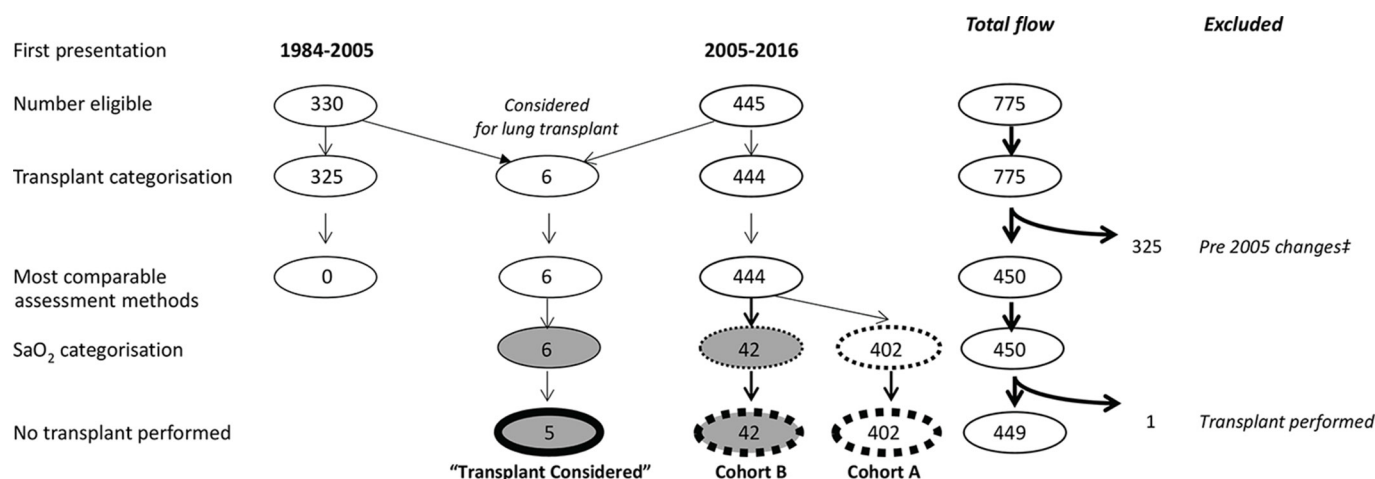 Total flow Excluded
First presentation 1984-2005 2005-2016
Number eligible 330 Considered 445 775
for lung transplant
Transplant categorisation 325 6 444 775
325 Pre 2005 changes‡
Most comparable 0 6 444 450
assessment methods
SaO₂ categorisation 6 42 402 450
No transplant performed 5 42 402 449 1 Transplant performed
“Transplant Considered” Cohort B Cohort A